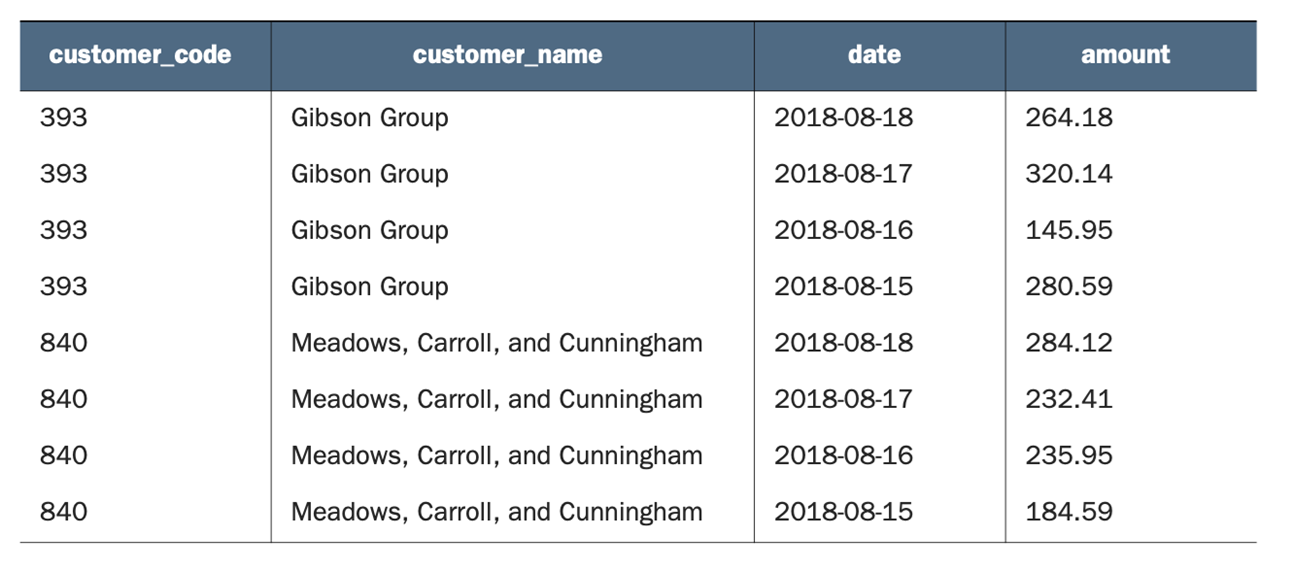 customer_code customer_name date amount
393 Gibson Group 2018-08-18 264.18
393 Gibson Group 2018-08-17 320.14
393 Gibson Group 2018-08-16 145.95
393 Gibson Group 2018-08-15 280.59
840 Meadows, Carroll, and Cunningham 2018-08-18 284.12
840 Meadows, Carroll, and Cunningham 2018-08-17 232.41
840 Meadows, Carroll, and Cunningham 2018-08-16 235.95
840 Meadows, Carroll, and Cunningham 2018-08-15 184.59